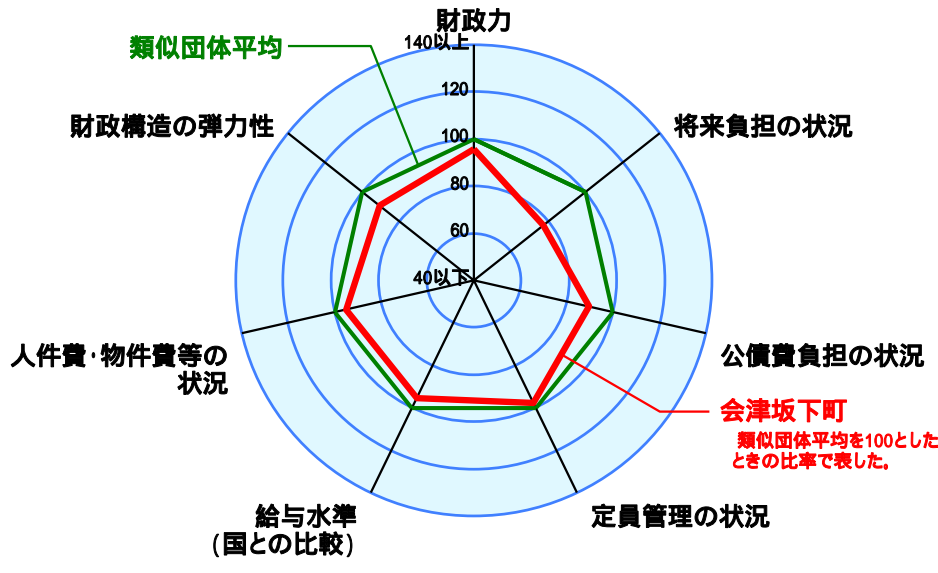 財政力
140以上
類似団体平均
120
財政構造の弾力性
将来負担の状況
100
80
60
40以下
人件費・物件費等の
状況
公債費負担の状況
会津坂下町
類似団体平均を100とした
ときの比率で表した。
給与水準
(国との比較)
定員管理の状況